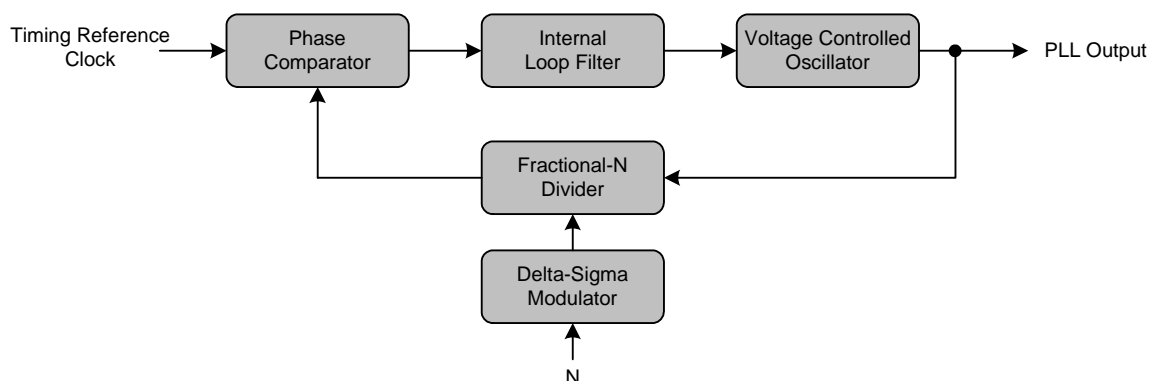 Timing Reference
Clock
Phase
Comparator
Internal
Loop Filter
Voltage Controlled
Oscillator
PLL Output
Fractional-N
Divider
Delta-Sigma
Modulator
N